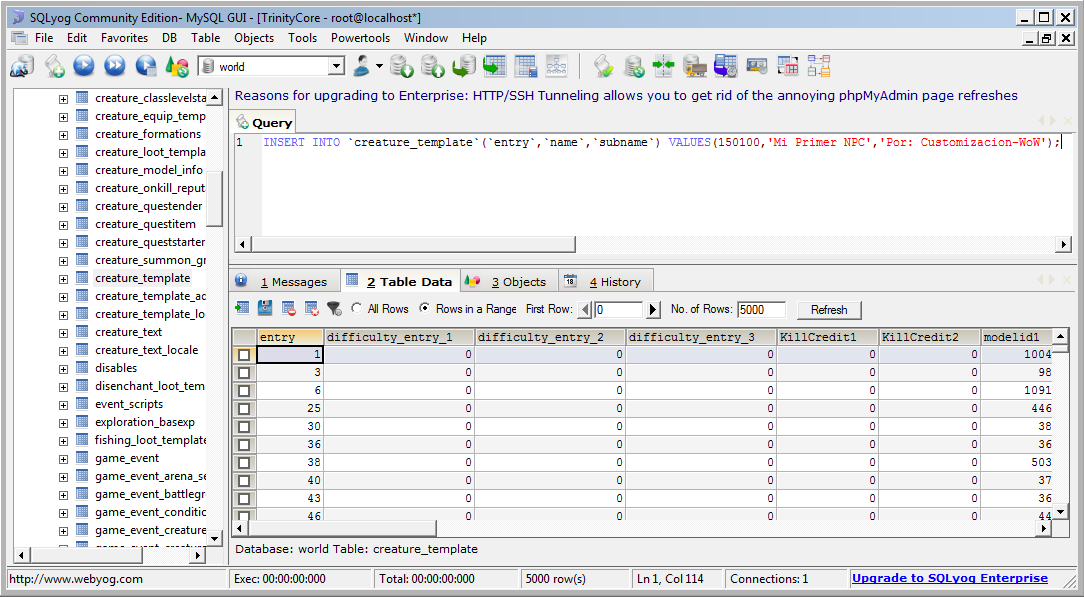 SQLyog Community Edition- MySQL GUI - [TrinityCore - root@localhost*]
File Edit Favorites DB Table Objects Tools Powertools Window Help
world
creature_classlevelsta
creature_equip_temp
creature_formations
creature_loot_templa
creature_model_info
creature_onkill_reput
creature_questender
creature_questitem
creature_queststarter
creature_summon_gr
creature_template
creature_template_ad
creature_template_lo
creature_text
creature_text_locale
disables
disenchant_loot_tem
event_scripts
exploration_basexp
fishing_loot_template
game_event
game_event_arena_se
game_event_battlegr
game_event_conditio
game_event_creature
Reasons for upgrading to Enterprise: HTTP/SSH Tunneling allows you to get rid of the annoying phpMyAdmin page refreshes
Query
1 INSERT INTO `creature_template`(`entry`,`name`,`subname`) VALUES(150100,'Mi Primer NPC','Por: Customizacion-WoW');
1 Messages 2 Table Data 3 Objects 18 4 History
All Rows Rows in a Range First Row: 0 No. of Rows: 5000 Refresh
entry difficulty_entry_1 difficulty_entry_2 difficulty_entry_3 KillCredit1 KillCredit2 modelid1
1 0 0 0 0 0 1004
3 0 0 0 0 0 98
6 0 0 0 0 0 1091
25 0 0 0 0 0 446
30 0 0 0 0 0 38
36 0 0 0 0 0 36
38 0 0 0 0 0 503
40 0 0 0 0 0 37
43 0 0 0 0 0 36
46 0 0 0 0 0 44
Database: world Table: creature_template
http://www.webyog.com Exec: 00:00:00:000 Total: 00:00:00:000 5000 row(s) Ln 1, Col 114 Connections: 1 Upgrade to SQLyog Enterprise